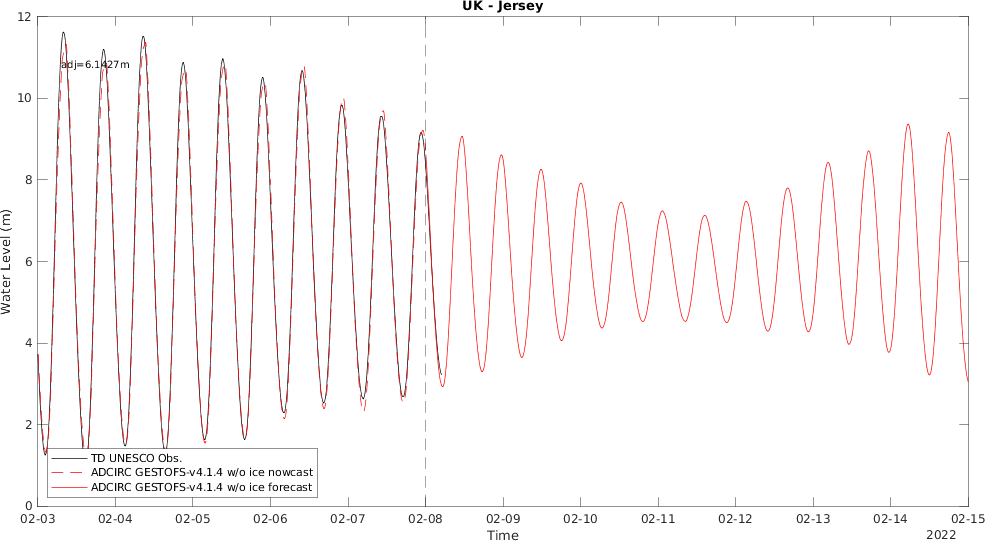 UK - Jersey
12
10
8
6
4
2
0
Water Level (m)
adj=6.1427m
TD UNESCO Obs.
ADCIRC GESTOFS-v4.1.4 w/o ice nowcast
ADCIRC GESTOFS-v4.1.4 w/o ice forecast
02-03 02-04 02-05 02-06 02-07 02-08 02-09 02-10 02-11 02-12 02-13 02-14 02-15
Time
2022